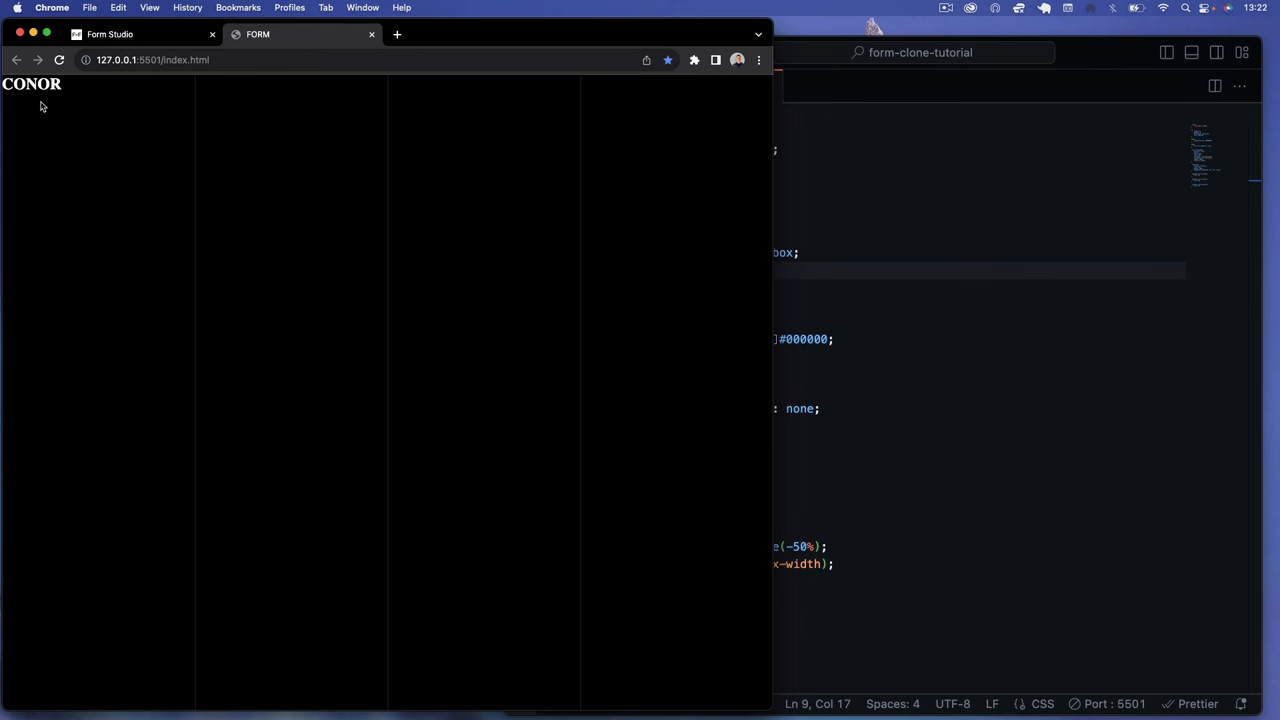 Chrome File Edit View History Bookmarks Profiles Tab Window Help 13:22
Form Studio FORM
127.0.0.1:5501/index.html
form-clone-tutorial
CONOR
;
box;
#000000;
: none;
e(-50%);
x-width);
Ln 9, Col 17 Spaces: 4 UTF-8 LF {} CSS Port : 5501 Prettier